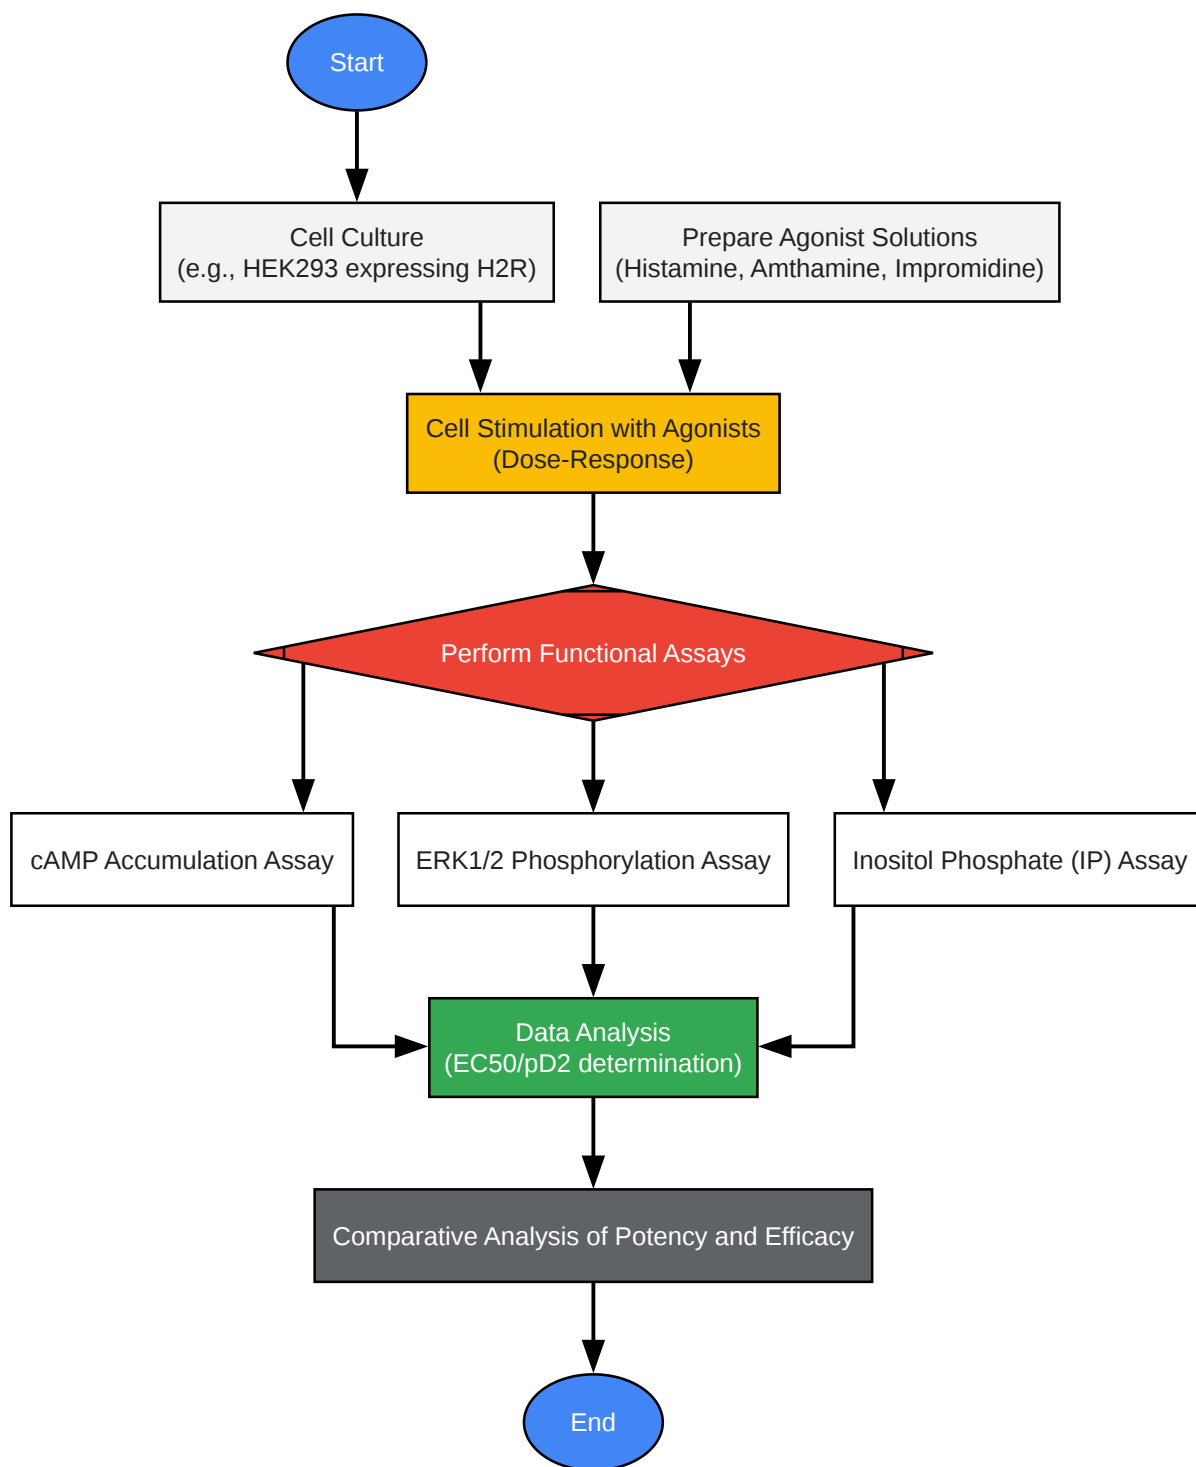 Start
Cell Culture
(e.g., HEK293 expressing H2R)
Prepare Agonist Solutions
(Histamine, Amthamine, Impromidine)
Cell Stimulation with Agonists
(Dose-Response)
Perform Functional Assays
cAMP Accumulation Assay
ERK1/2 Phosphorylation Assay
Inositol Phosphate (IP) Assay
Data Analysis
(EC50/pD2 determination)
Comparative Analysis of Potency and Efficacy
End